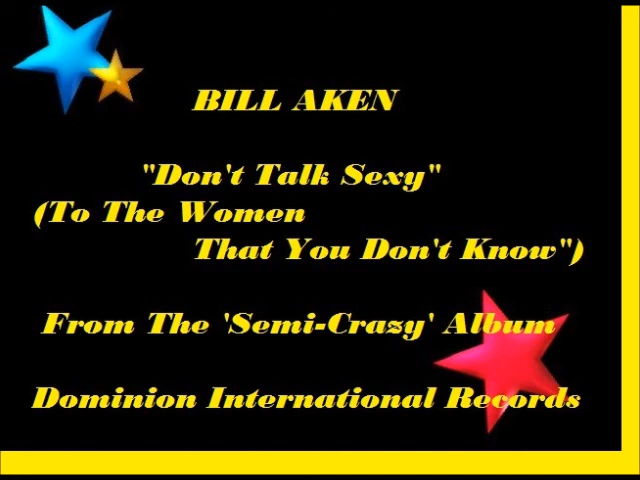 BILL AKEN
"Don't Talk Sexy"
(To The Women
That You Don't Know")
From The 'Semi-Crazy' Album
Dominion International Records